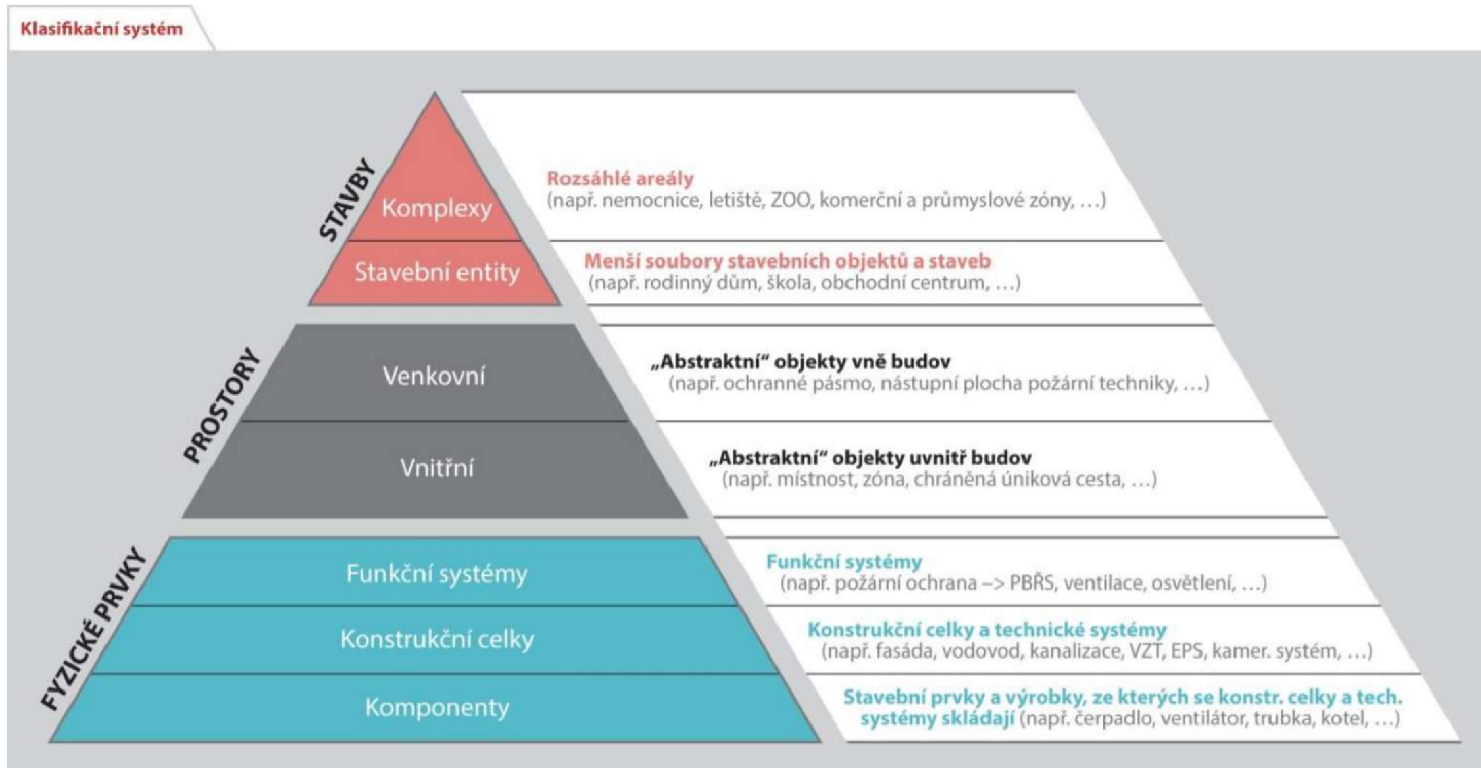 Klasifikační systém
STAVBY
Komplexy
Rozsáhlé areály
(např. nemocnice, letiště, ZOO, komerční a průmyslové zóny, …)
Stavební entity
Menší soubory stavebních objektů a staveb
(např. rodinný dům, škola, obchodní centrum, …)
PROSTORY
Venkovní
„Abstraktní“ objekty vně budov
(např. ochranné pásmo, nástupní plocha požární techniky, …)
Vnitřní
„Abstraktní“ objekty uvnitř budov
(např. místnost, zóna, chráněná úniková cesta, …)
FYZICKÉ PRVKY
Funkční systémy
Funkční systémy
(např. požární ochrana –> PBŘS, ventilace, osvětlení, …)
Konstrukční celky
Konstrukční celky a technické systémy
(např. fasáda, vodovod, kanalizace, VZT, EPS, kamer. systém, …)
Komponenty
Stavební prvky a výrobky, ze kterých se konstr. celky a tech.
systémy skládají (např. čerpadlo, ventilátor, trubka, kotel, …)